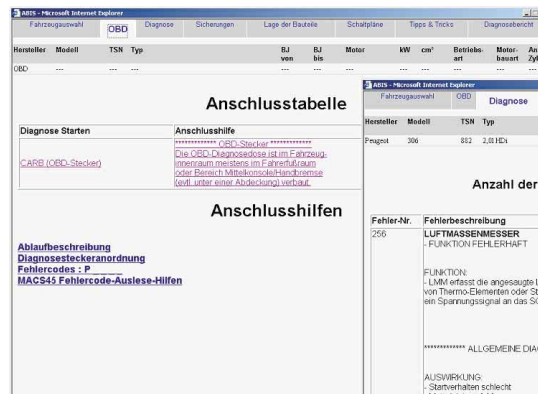 ABIS - Microsoft Internet Explorer
Fahrzeugauswahl OBD Diagnose Sicherungen Lage der Bauteile Schaltpläne Tipps & Tricks Diagnosebericht
Hersteller Modell TSN Typ BJ von BJ bis Motor kW cm³ Betriebs-art Motor-bauart An Zyl
OBD --- --- --- --- --- --- --- --- --- ---
Anschlusstabelle
Diagnose Starten Anschlusshilfe
CARB (OBD-Stecker)
************* OBD-Stecker *************
Die OBD-Diagnosedose ist im Fahrzeug-
innenraum meistens im Fahrerfußraum
oder Bereich Mittelkonsole/Handbremse
(evtl. unter einer Abdeckung) verbaut.
Anschlusshilfen
Ablaufbeschreibung
Diagnosesteckeranordnung
Fehlercodes : P_ _ _ _
MACS45 Fehlercode-Auslese-Hilfen
ABIS - Microsoft Internet Explorer
Fahrzeugauswahl OBD Diagnose
Hersteller Modell TSN Typ
Peugeot 306 882 2,0l HDi
Anzahl der
Fehler-Nr. Fehlerbeschreibung
256 LUFTMASSENMESSER
- FUNKTION FEHLERHAFT
FUNKTION:
- LMM erfasst die angesaugte L
von Thermo-Elementen oder St
ein Spannungssignal an das SG
************* ALLGEMEINE DIA
AUSWIRKUNG:
- Startverhalten schlecht